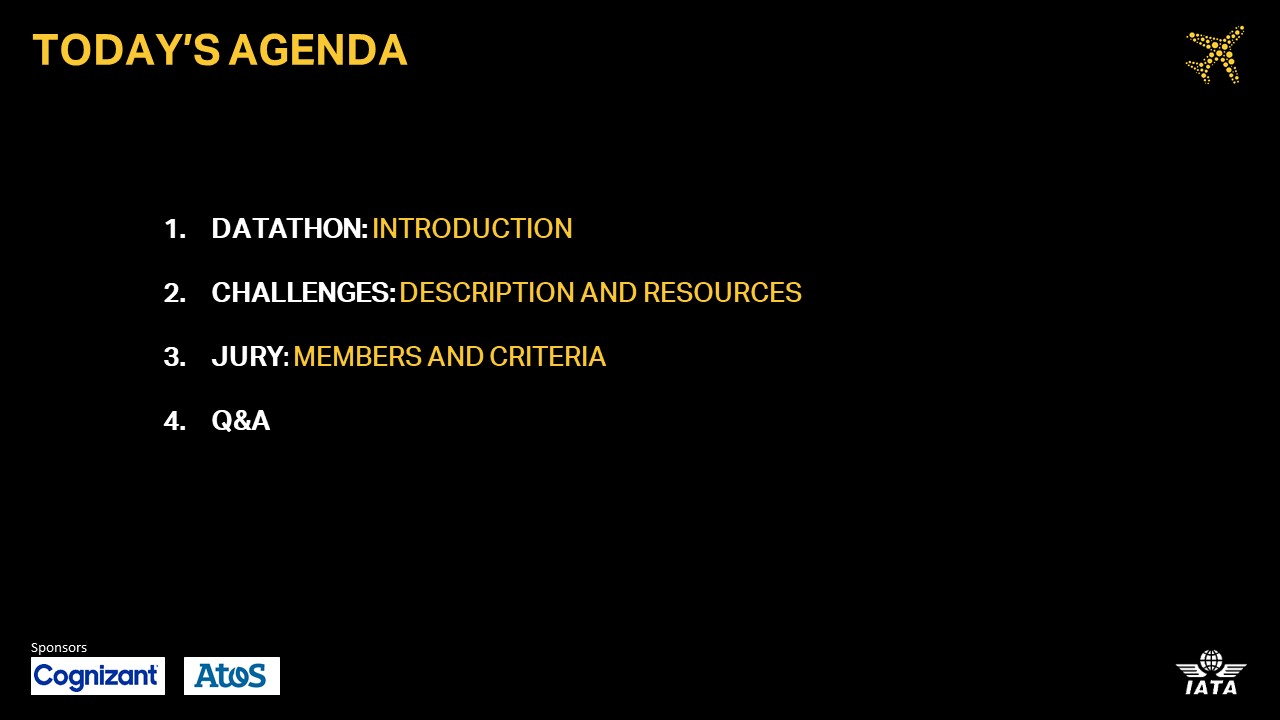 TODAY'S AGENDA
1. DATATHON: INTRODUCTION
2. CHALLENGES: DESCRIPTION AND RESOURCES
3. JURY: MEMBERS AND CRITERIA
4. Q&A
Sponsors
Cognizant
Atos
IATA